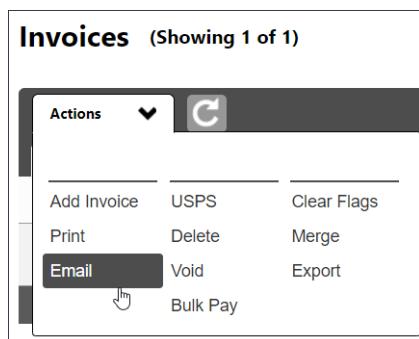 Invoices (Showing 1 of 1)
Actions
Add Invoice USPS Clear Flags
Print Delete Merge
Email Void Export
Bulk Pay